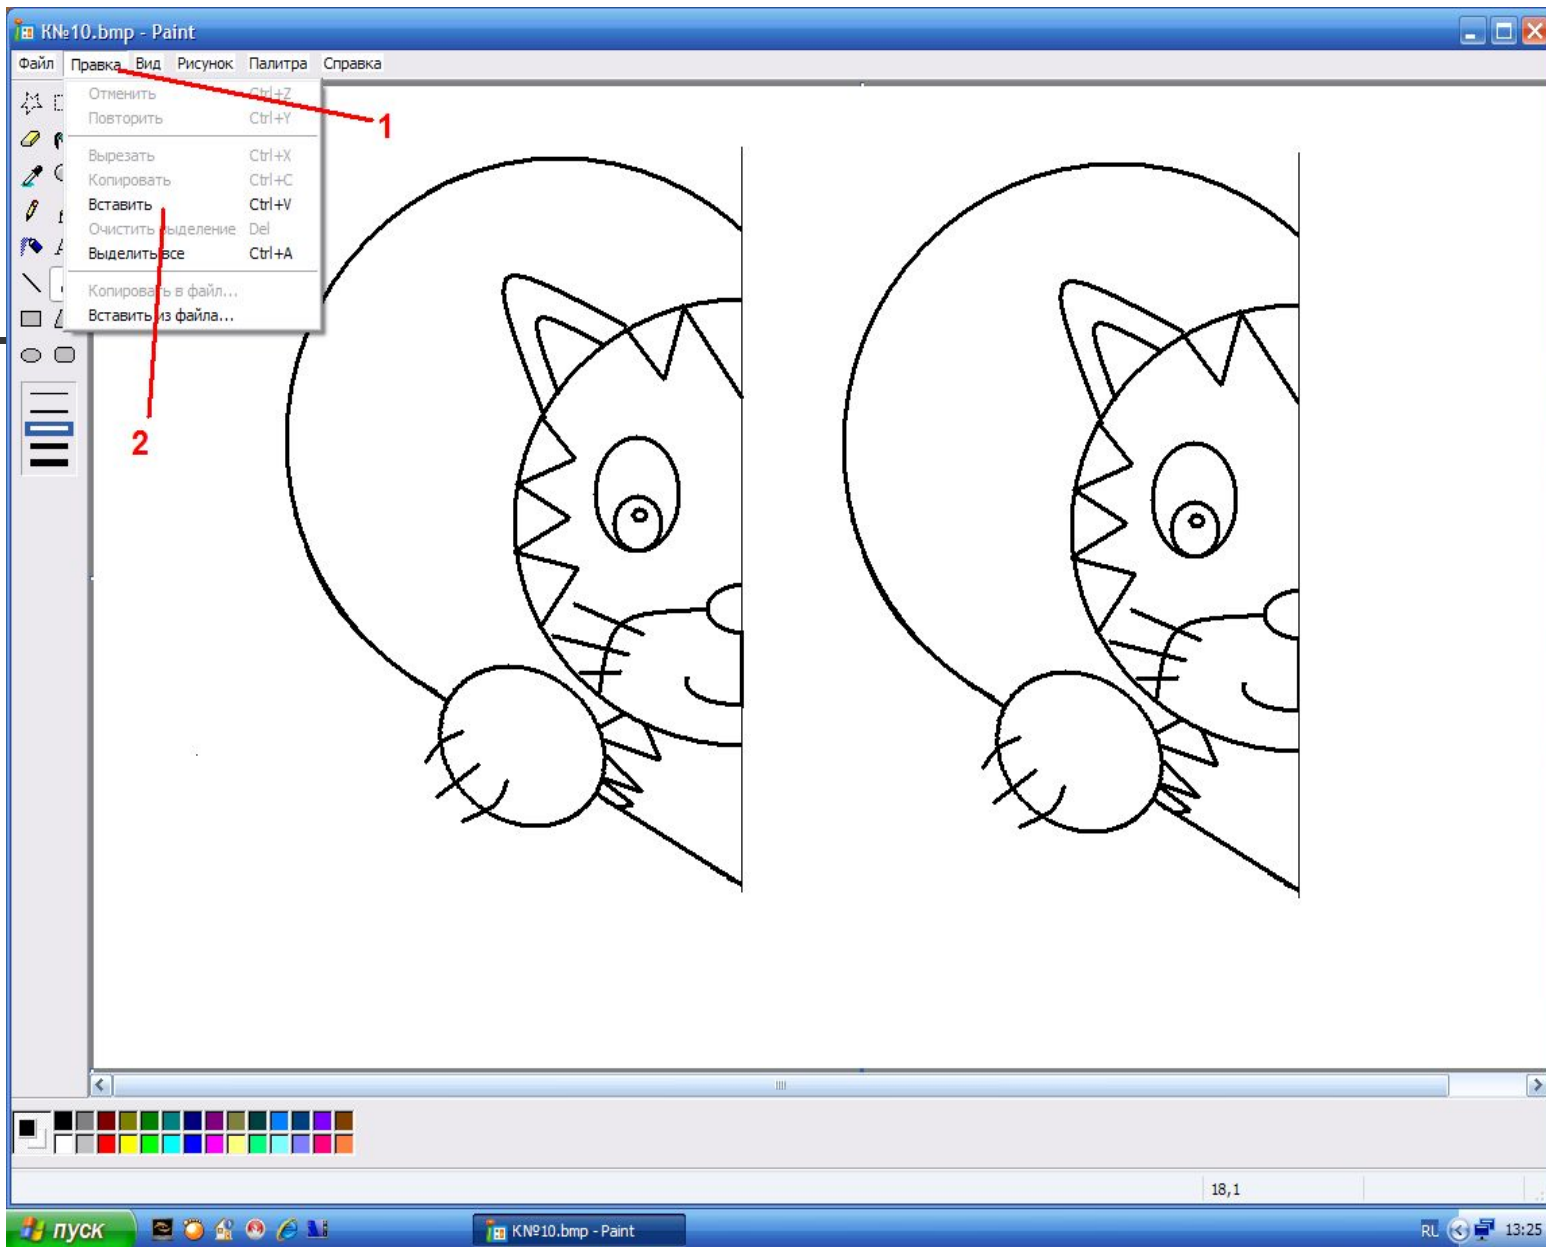 К№10.bmp - Paint
Файл Правка Вид Рисунок Палитра Справка
Отменить Ctrl+Z
Повторить Ctrl+Y
1
Вырезать Ctrl+X
Копировать Ctrl+C
Вставить Ctrl+V
Очистить выделение Del
Выделить все Ctrl+A
Копировать в файл...
Вставить из файла...
2
18,1
пуск
К№10.bmp - Paint
RU
13:25